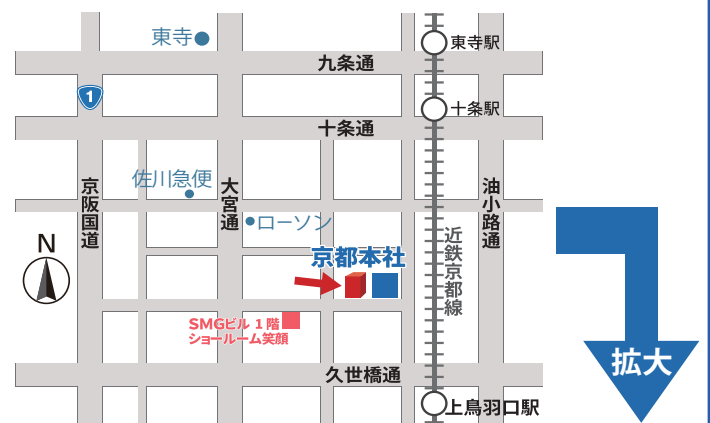 東寺
東寺駅
九条通
1
十条駅
十条通
佐川急便
京阪国道
大宮通
油小路通
ローソン
近鉄京都線
N
京都本社
SMGビル 1階
ショールーム笑顔
拡大
久世橋通
上鳥羽口駅